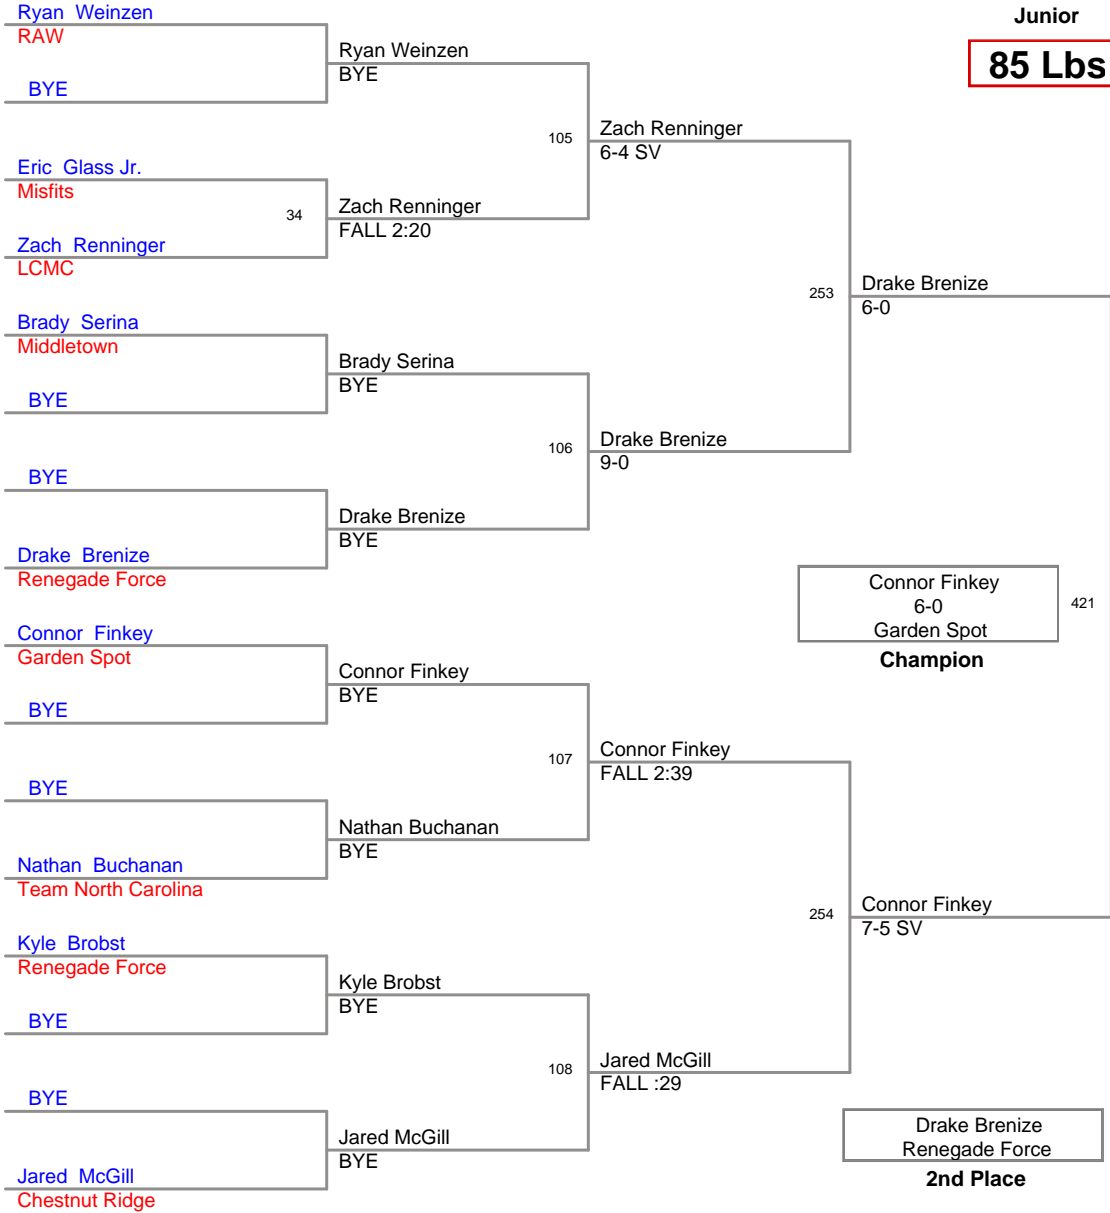 Junior
85 Lbs
Ryan Weinzen
RAW
BYE
Eric Glass Jr.
Misfits
34
Zach Renninger
LCMC
Brady Serina
Middletown
BYE
BYE
Drake Brenize
Renegade Force
Connor Finkey
Garden Spot
BYE
BYE
Nathan Buchanan
Team North Carolina
Kyle Brobst
Renegade Force
BYE
BYE
Jared McGill
Chestnut Ridge
Ryan Weinzen
BYE
105
Zach Renninger
FALL 2:20
Brady Serina
BYE
106
Drake Brenize
BYE
Connor Finkey
BYE
107
Nathan Buchanan
BYE
Kyle Brobst
BYE
108
Jared McGill
BYE
Zach Renninger
6-4 SV
253
Drake Brenize
9-0
Connor Finkey
FALL 2:39
254
Jared McGill
FALL :29
Drake Brenize
6-0
Connor Finkey
7-5 SV
Connor Finkey
6-0
Garden Spot
421
Champion
Drake Brenize
Renegade Force
2nd Place